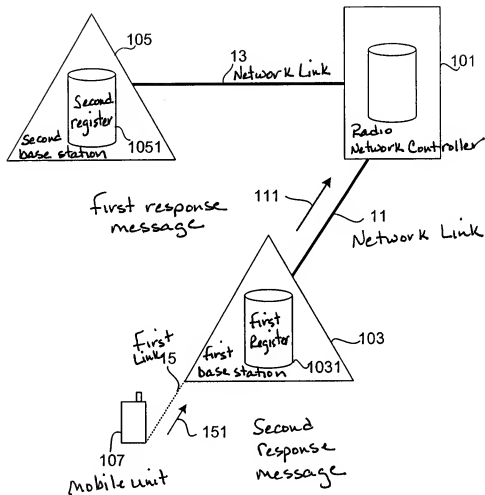 105
13
Network Link
101
Second
register
1051
Second
base station
Radio
Network Controller
First response
message
111
11
Network Link
First
Link
15
First
Register
1031
First
base station
103
151
107
Mobile unit
Second
response
message